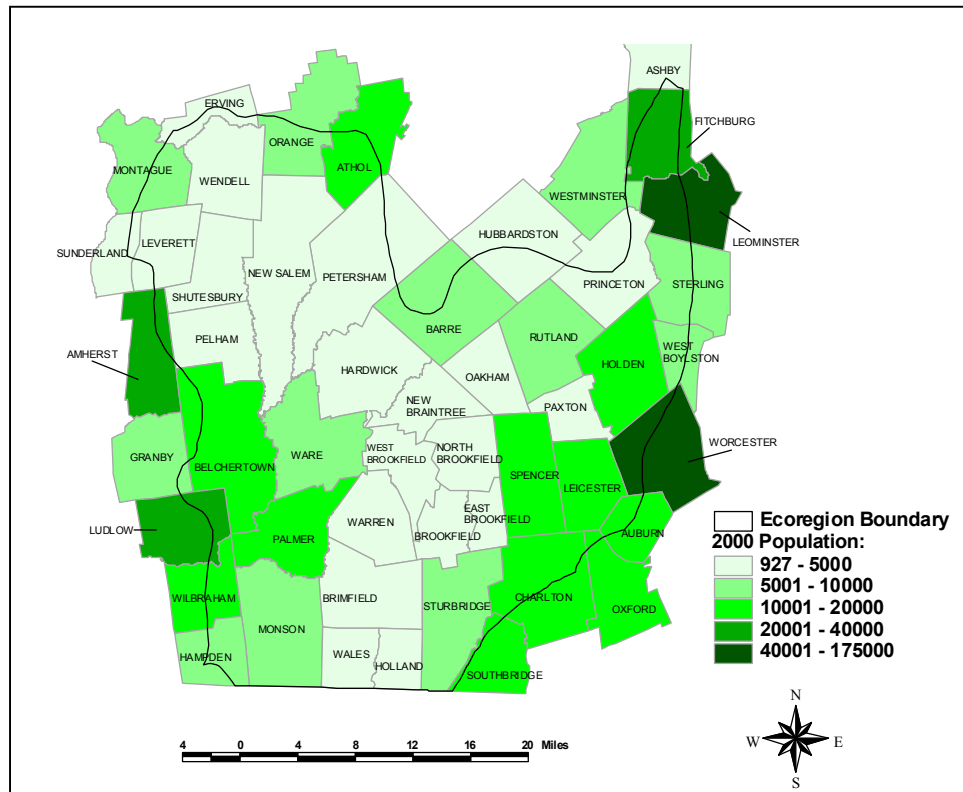 ASHBY
ERVING
FITCHBURG
ORANGE
MONTAGUE
ATHOL
WENDELL
WESTMINSTER
LEOMINSTER
HUBBARDSTON
LEVERETT
SUNDERLAND
NEW SALEM
PETERSHAM
PRINCETON
STERLING
SHUTESBURY
BARRE
RUTLAND
PELHAM
WEST
BOYLSTON
AMHERST
HOLDEN
HARDWICK
OAKHAM
NEW
BRAINTREE
PAXTON
WORCESTER
WEST
BROOKFIELD
NORTH
BROOKFIELD
GRANBY
BELCHERTOWN
WARE
SPENCER
LEICESTER
EAST
BROOKFIELD
LUDLOW
WARREN
BROOKFIELD
AUBURN
PALMER
WILBRAHAM
BRIMFIELD
STURBRIDGE
CHARLTON
OXFORD
MONSON
HAMPDEN
WALES
HOLLAND
SOUTHBRIDGE
Ecoregion Boundary
2000 Population:
927 - 5000
5001 - 10000
10001 - 20000
20001 - 40000
40001 - 175000
4 0 4 8 12 16 20 Miles
N
W E
S